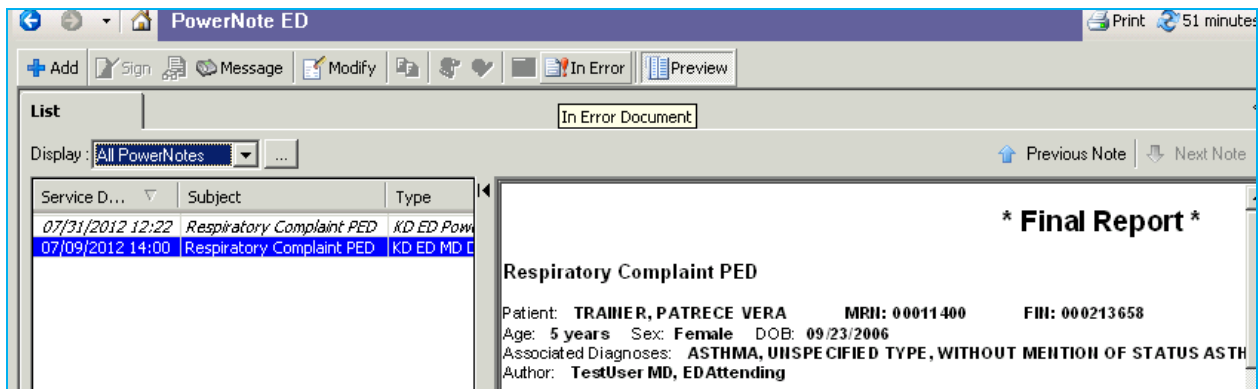 PowerNote ED Print 51 minutes
Add Sign Message Modify In Error Preview
List In Error Document
Display : All PowerNotes ... Previous Note Next Note
Service D... Subject Type
07/31/2012 12:22 Respiratory Complaint PED KD ED Pow
07/09/2012 14:00 Respiratory Complaint PED KD ED MD D
* Final Report *
Respiratory Complaint PED
Patient: TRAINER, PATRECE VERA MRN: 00011400 FIN: 000213658
Age: 5 years Sex: Female DOB: 09/23/2006
Associated Diagnoses: ASTHMA, UNSPECIFIED TYPE, WITHOUT MENTION OF STATUS ASTH
Author: TestUser MD, EDAttending